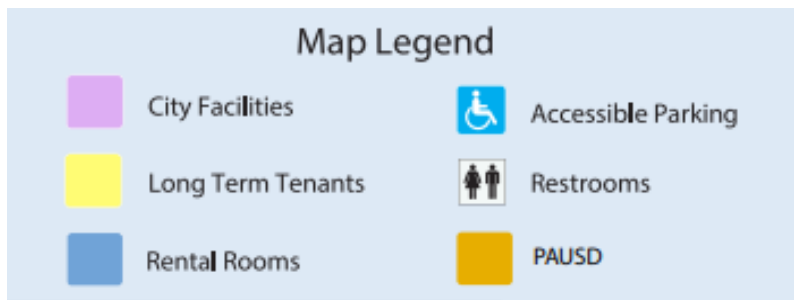 Map Legend
City Facilities
Accessible Parking
Long Term Tenants
Restrooms
Rental Rooms
PAUSD